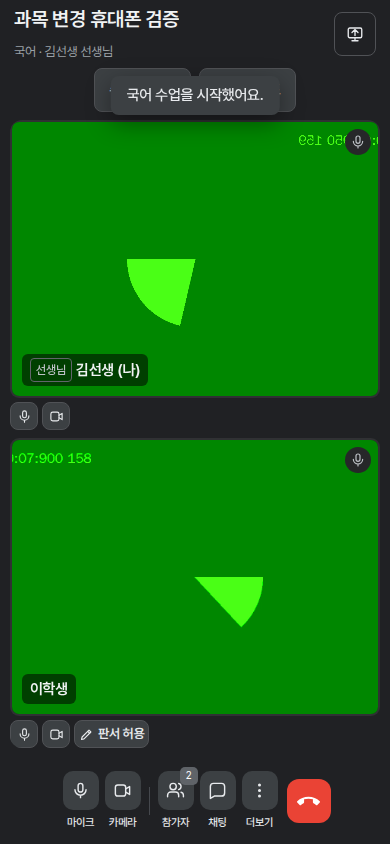 과목 변경 휴대폰 검증
국어 · 김선생 선생님
국어 수업을 시작했어요.
선생님 김선생 (나)
:07:900 158
이학생
판서 허용
2
마이크 카메라 참가자 채팅 더보기